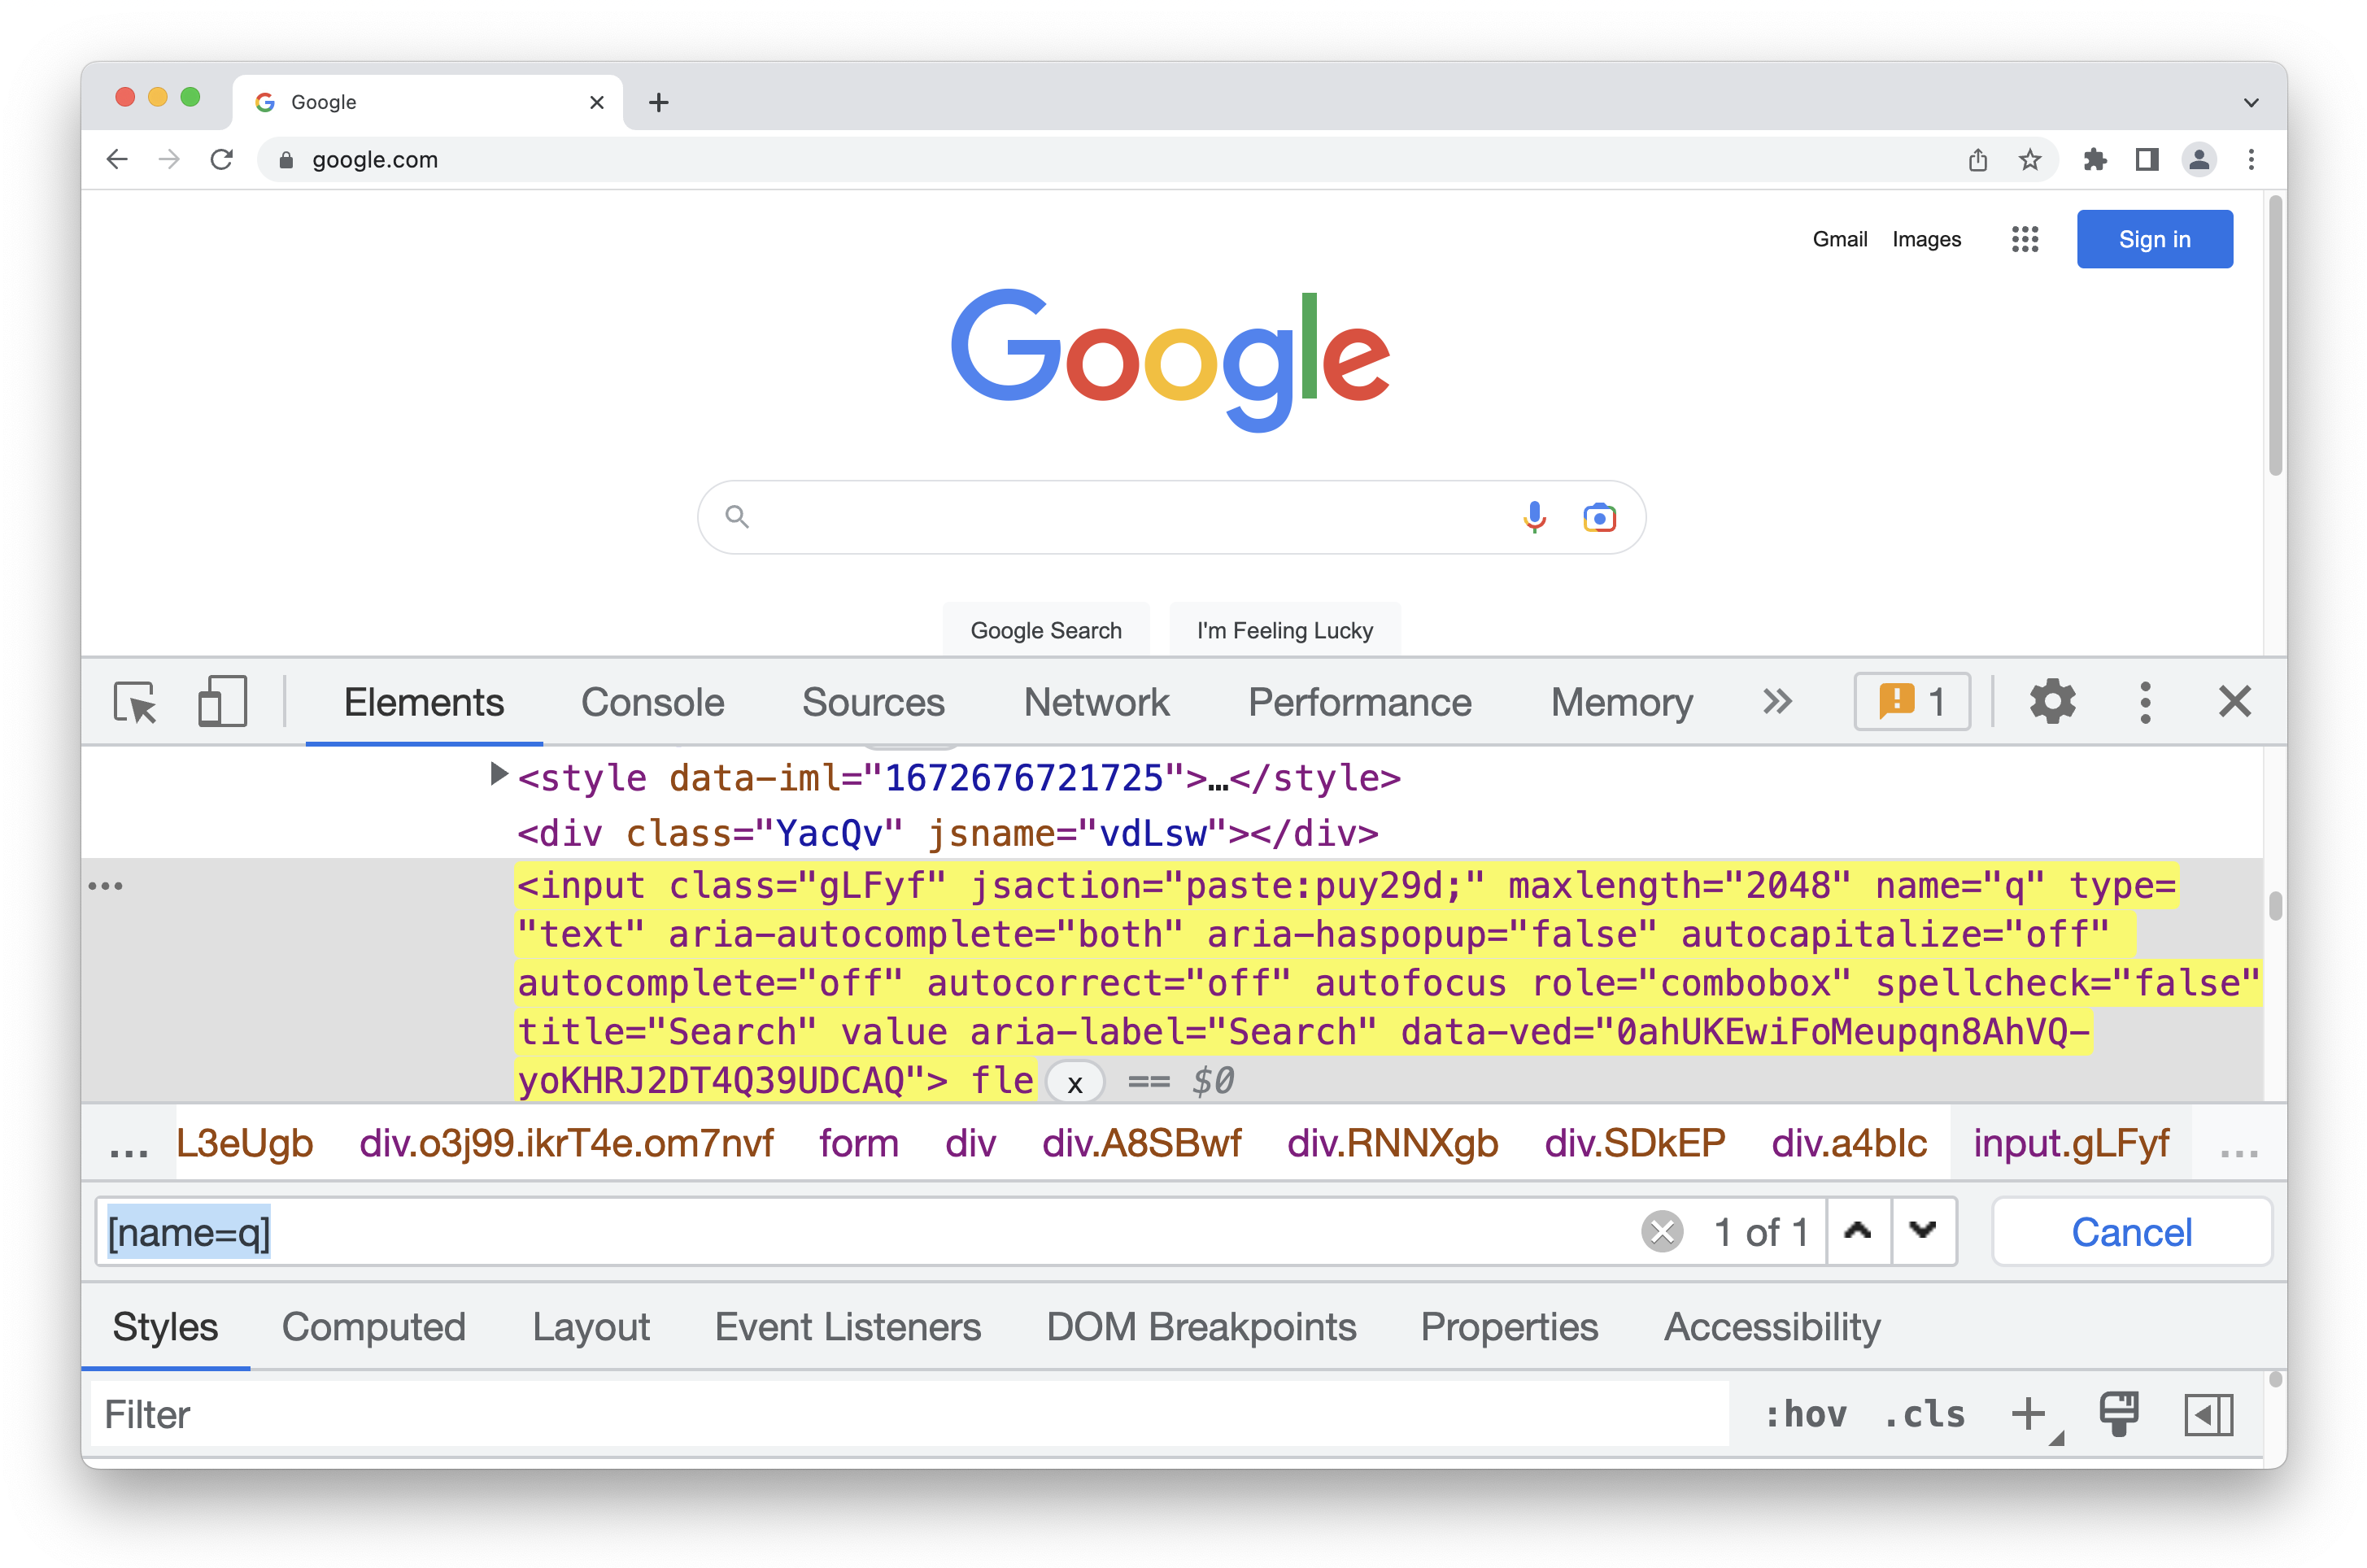 Google
google.com
Gmail Images Sign in
Google
Google Search I'm Feeling Lucky
Elements Console Sources Network Performance Memory 1
<style data-iml="1672676721725">…</style>
<div class="YacQv" jsname="vdLsw"></div>
<input class="gLFyf" jsaction="paste:puy29d;" maxlength="2048" name="q" type=
"text" aria-autocomplete="both" aria-haspopup="false" autocapitalize="off"
autocomplete="off" autocorrect="off" autofocus role="combobox" spellcheck="false"
title="Search" value aria-label="Search" data-ved="0ahUKEwiFoMeupqn8AhVQ-
yoKHRJ2DT4Q39UDCAQ"> fle x == $0
... L3eUgb div.o3j99.ikrT4e.om7nvf form div div.A8SBwf div.RNNXgb div.SDkEP div.a4bIc input.gLFyf ...
[name=q] 1 of 1 Cancel
Styles Computed Layout Event Listeners DOM Breakpoints Properties Accessibility
Filter :hov .cls